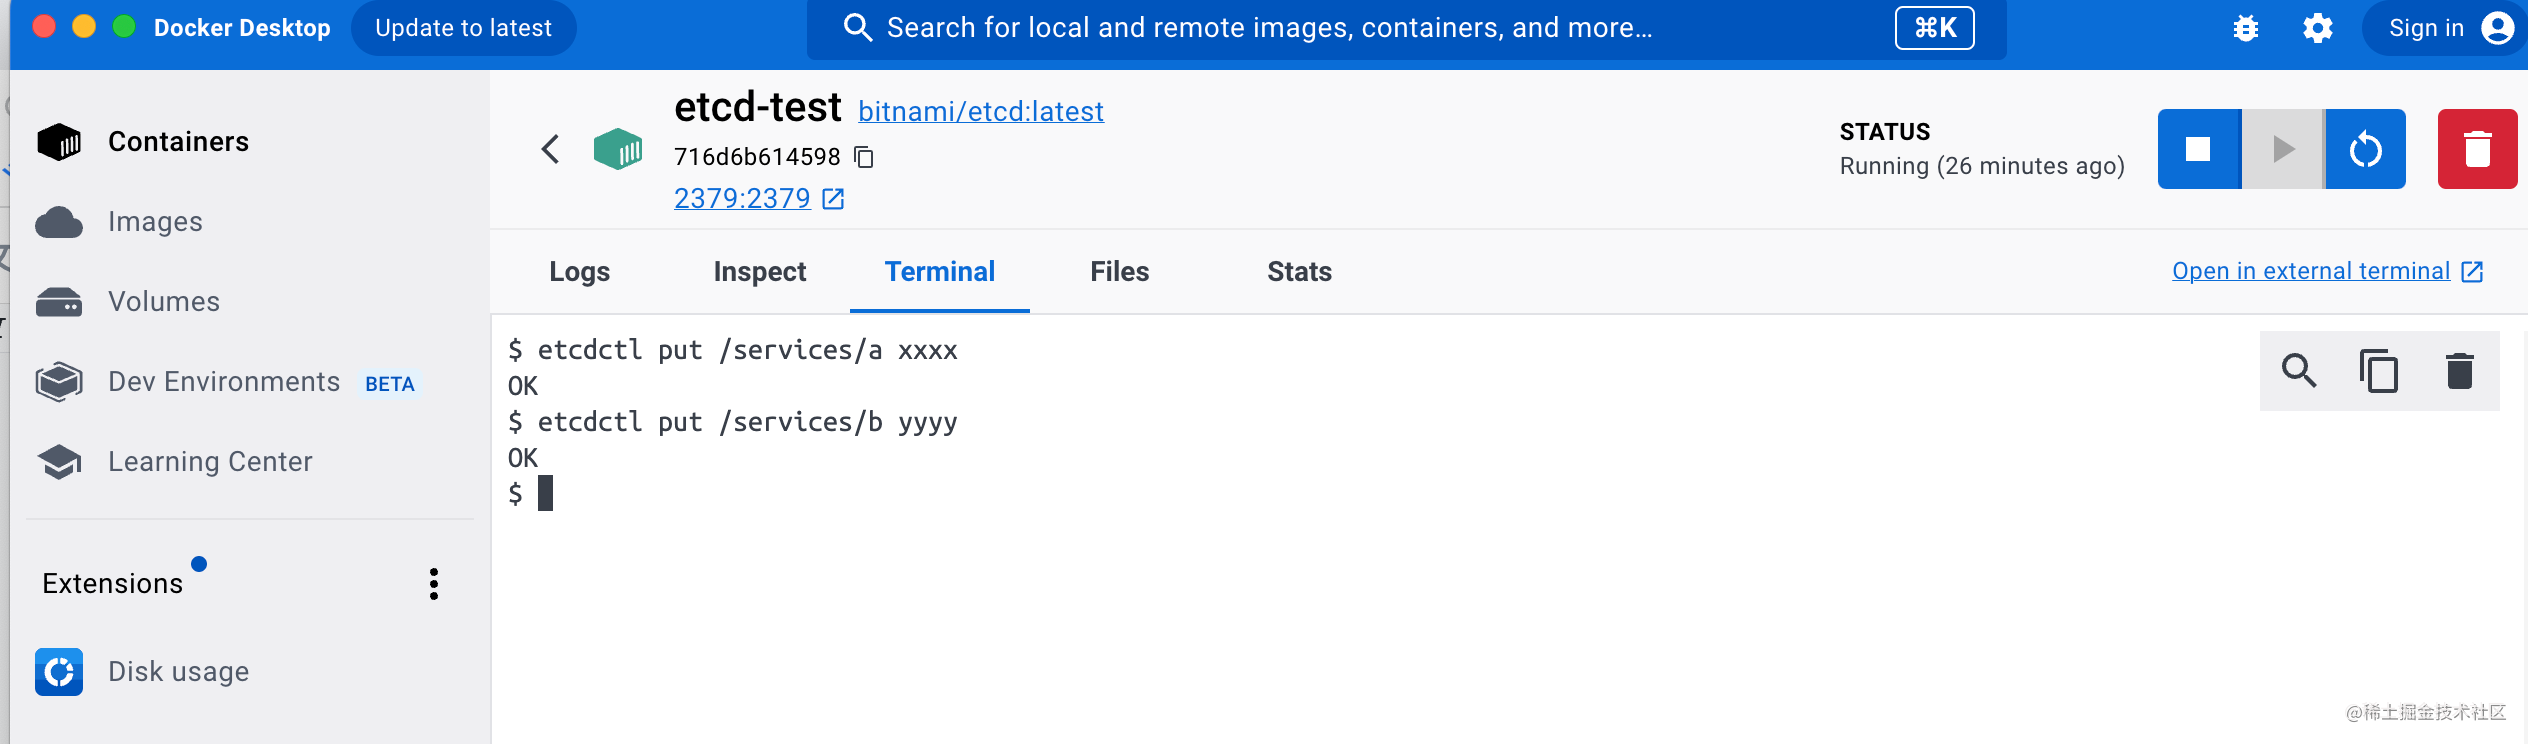 Docker Desktop
Update to latest
Search for local and remote images, containers, and more...
⌘K
Sign in
Containers
Images
Volumes
Dev Environments BETA
Learning Center
Extensions
Disk usage
etcd-test bitnami/etcd:latest
716d6b614598
2379:2379
STATUS
Running (26 minutes ago)
Logs
Inspect
Terminal
Files
Stats
Open in external terminal
$ etcdctl put /services/a xxxx
OK
$ etcdctl put /services/b yyyy
OK
$
@稀土掘金技术社区